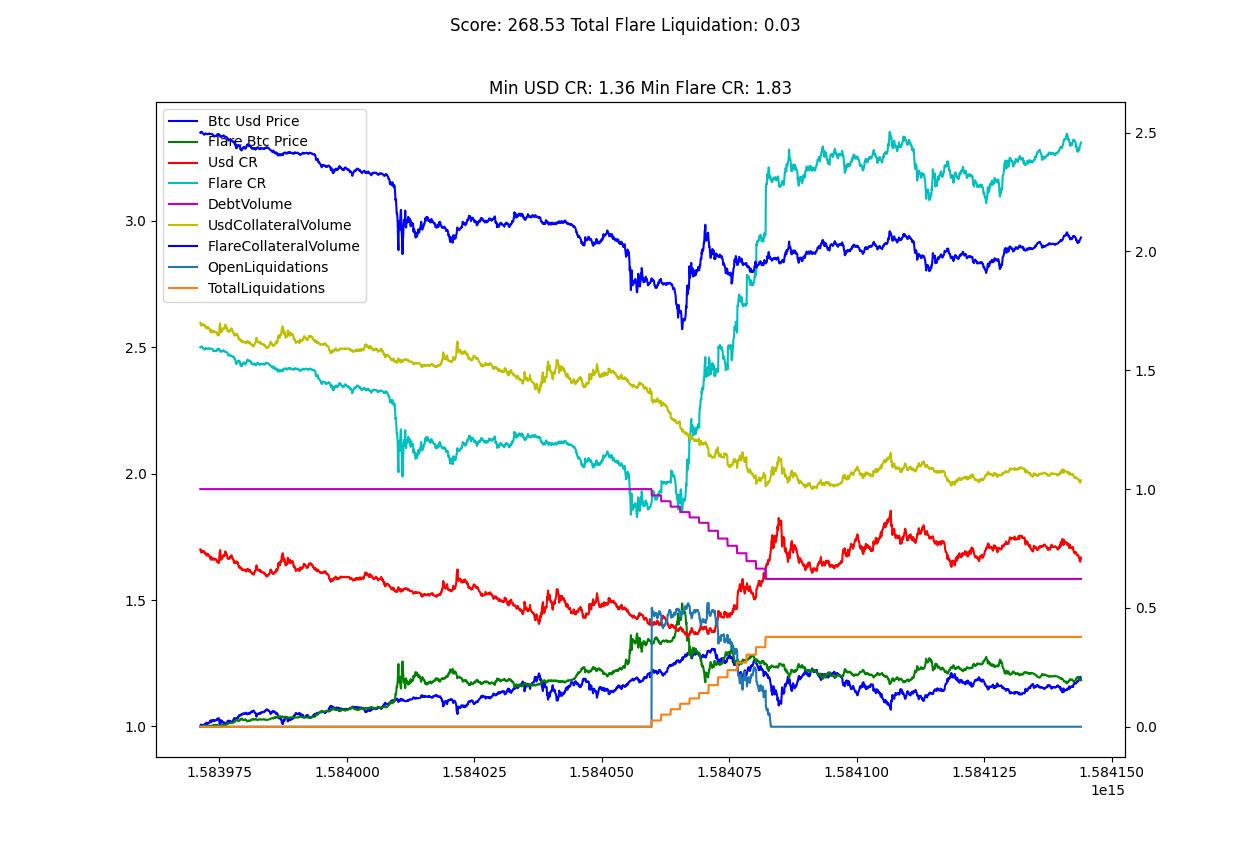 Score: 268.53 Total Flare Liquidation: 0.03
Min USD CR: 1.36 Min Flare CR: 1.83
Btc Usd Price
Flare Btc Price
Usd CR
Flare CR
DebtVolume
UsdCollateralVolume
FlareCollateralVolume
OpenLiquidations
TotalLiquidations
3.0
2.5
2.0
1.5
1.0
2.5
2.0
1.5
1.0
0.5
0.0
1.583975
1.584000
1.584025
1.584050
1.584075
1.584100
1.584125
1.584150
1e15